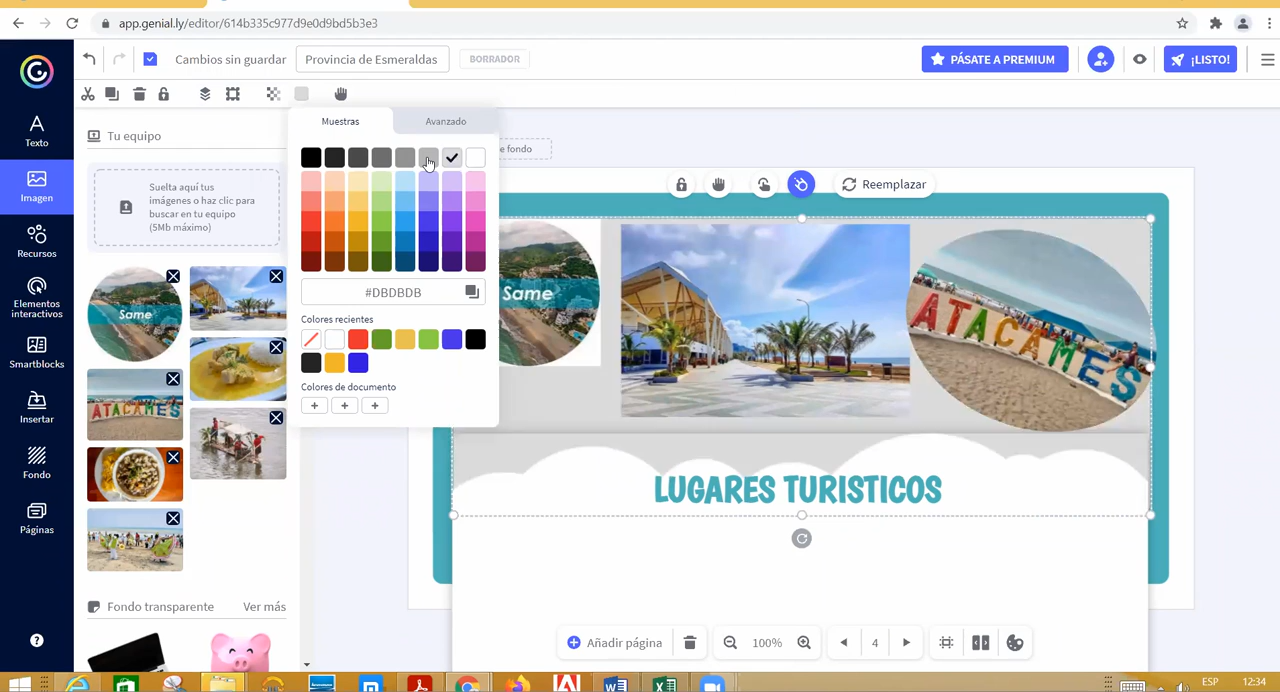 app.genial.ly/editor/614b335c977d9e0d9bd5b3e3
Cambios sin guardar
Provincia de Esmeraldas
BORRADOR
PÁSATE A PREMIUM
¡LISTO!
Texto
Imagen
Recursos
Elementos
interactivos
Smartblocks
Insertar
Fondo
Páginas
Tu equipo
Suelta aquí tus
imágenes o haz clic para
buscar en tu equipo
(5Mb máximo)
Same
ATACAMES
Fondo transparente
Ver más
Muestras
Avanzado
#DBDBDB
Colores recientes
Colores de documento
e fondo
Reemplazar
Same
ATACAMES
LUGARES TURISTICOS
Añadir página
100%
4
ESP
12:34